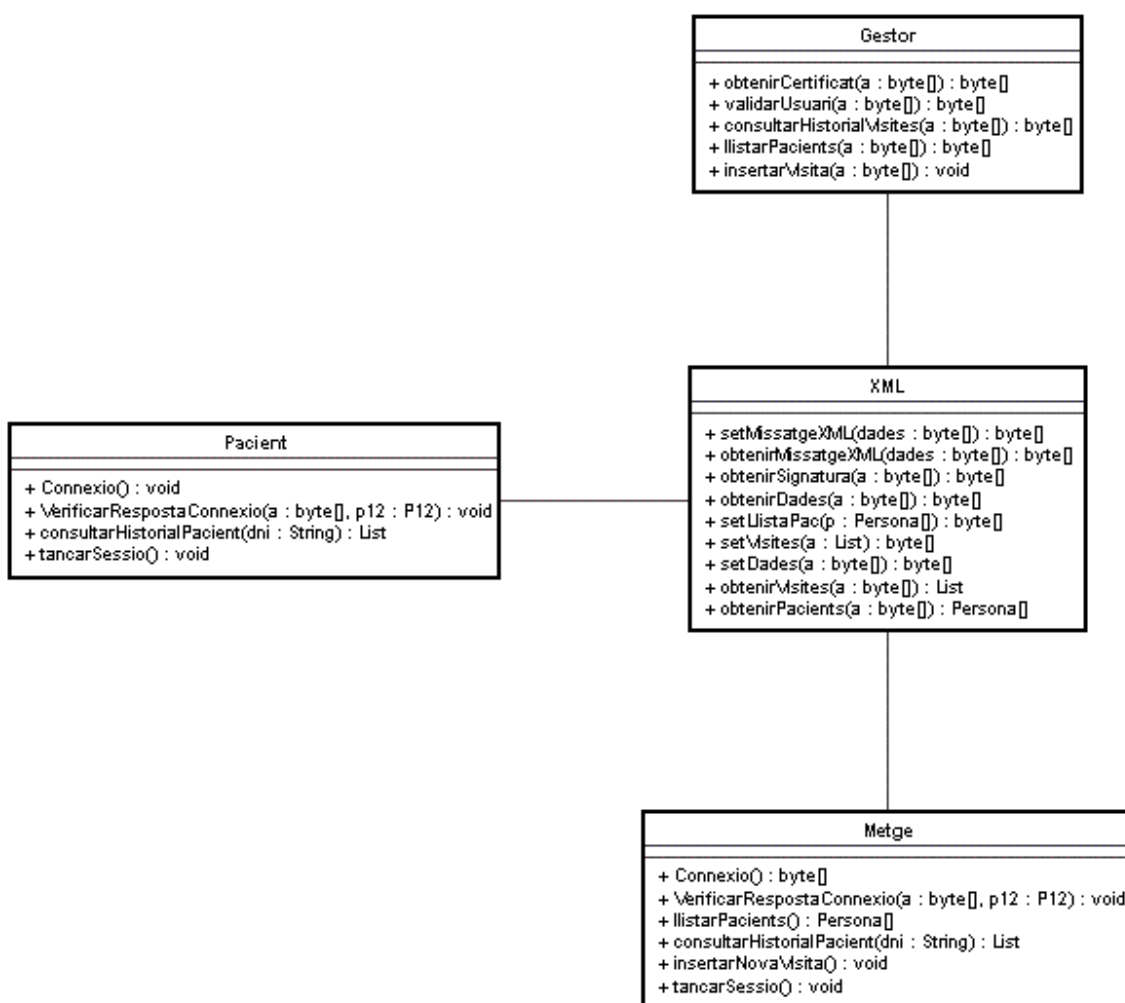 Gestor
+ obtenirCertificat(a : byte[]) : byte[]
+ validarUsuari(a : byte[]) : byte[]
+ consultarHistorialVisites(a : byte[]) : byte[]
+ llistarPacients(a : byte[]) : byte[]
+ insertarVisita(a : byte[]) : void
XML
+ setMissatgeXML(dades : byte[]) : byte[]
+ obtenirMissatgeXML(dades : byte[]) : byte[]
+ obtenirSignatura(a : byte[]) : byte[]
+ obtenirDades(a : byte[]) : byte[]
+ setLlistaPac(p : Persona[]) : byte[]
+ setVisites(a : List) : byte[]
+ setDades(a : byte[]) : byte[]
+ obtenirVisites(a : byte[]) : List
+ obtenirPacients(a : byte[]) : Persona[]
Pacient
+ Connexio() : void
+ VerificarRespostaConnexio(a : byte[], p12 : P12) : void
+ consultarHistorialPacient(dni : String) : List
+ tancarSessio() : void
Metge
+ Connexio() : byte[]
+ VerificarRespostaConnexio(a : byte[], p12 : P12) : void
+ llistarPacients() : Persona[]
+ consultarHistorialPacient(dni : String) : List
+ insertarNovaVisita() : void
+ tancarSessio() : void